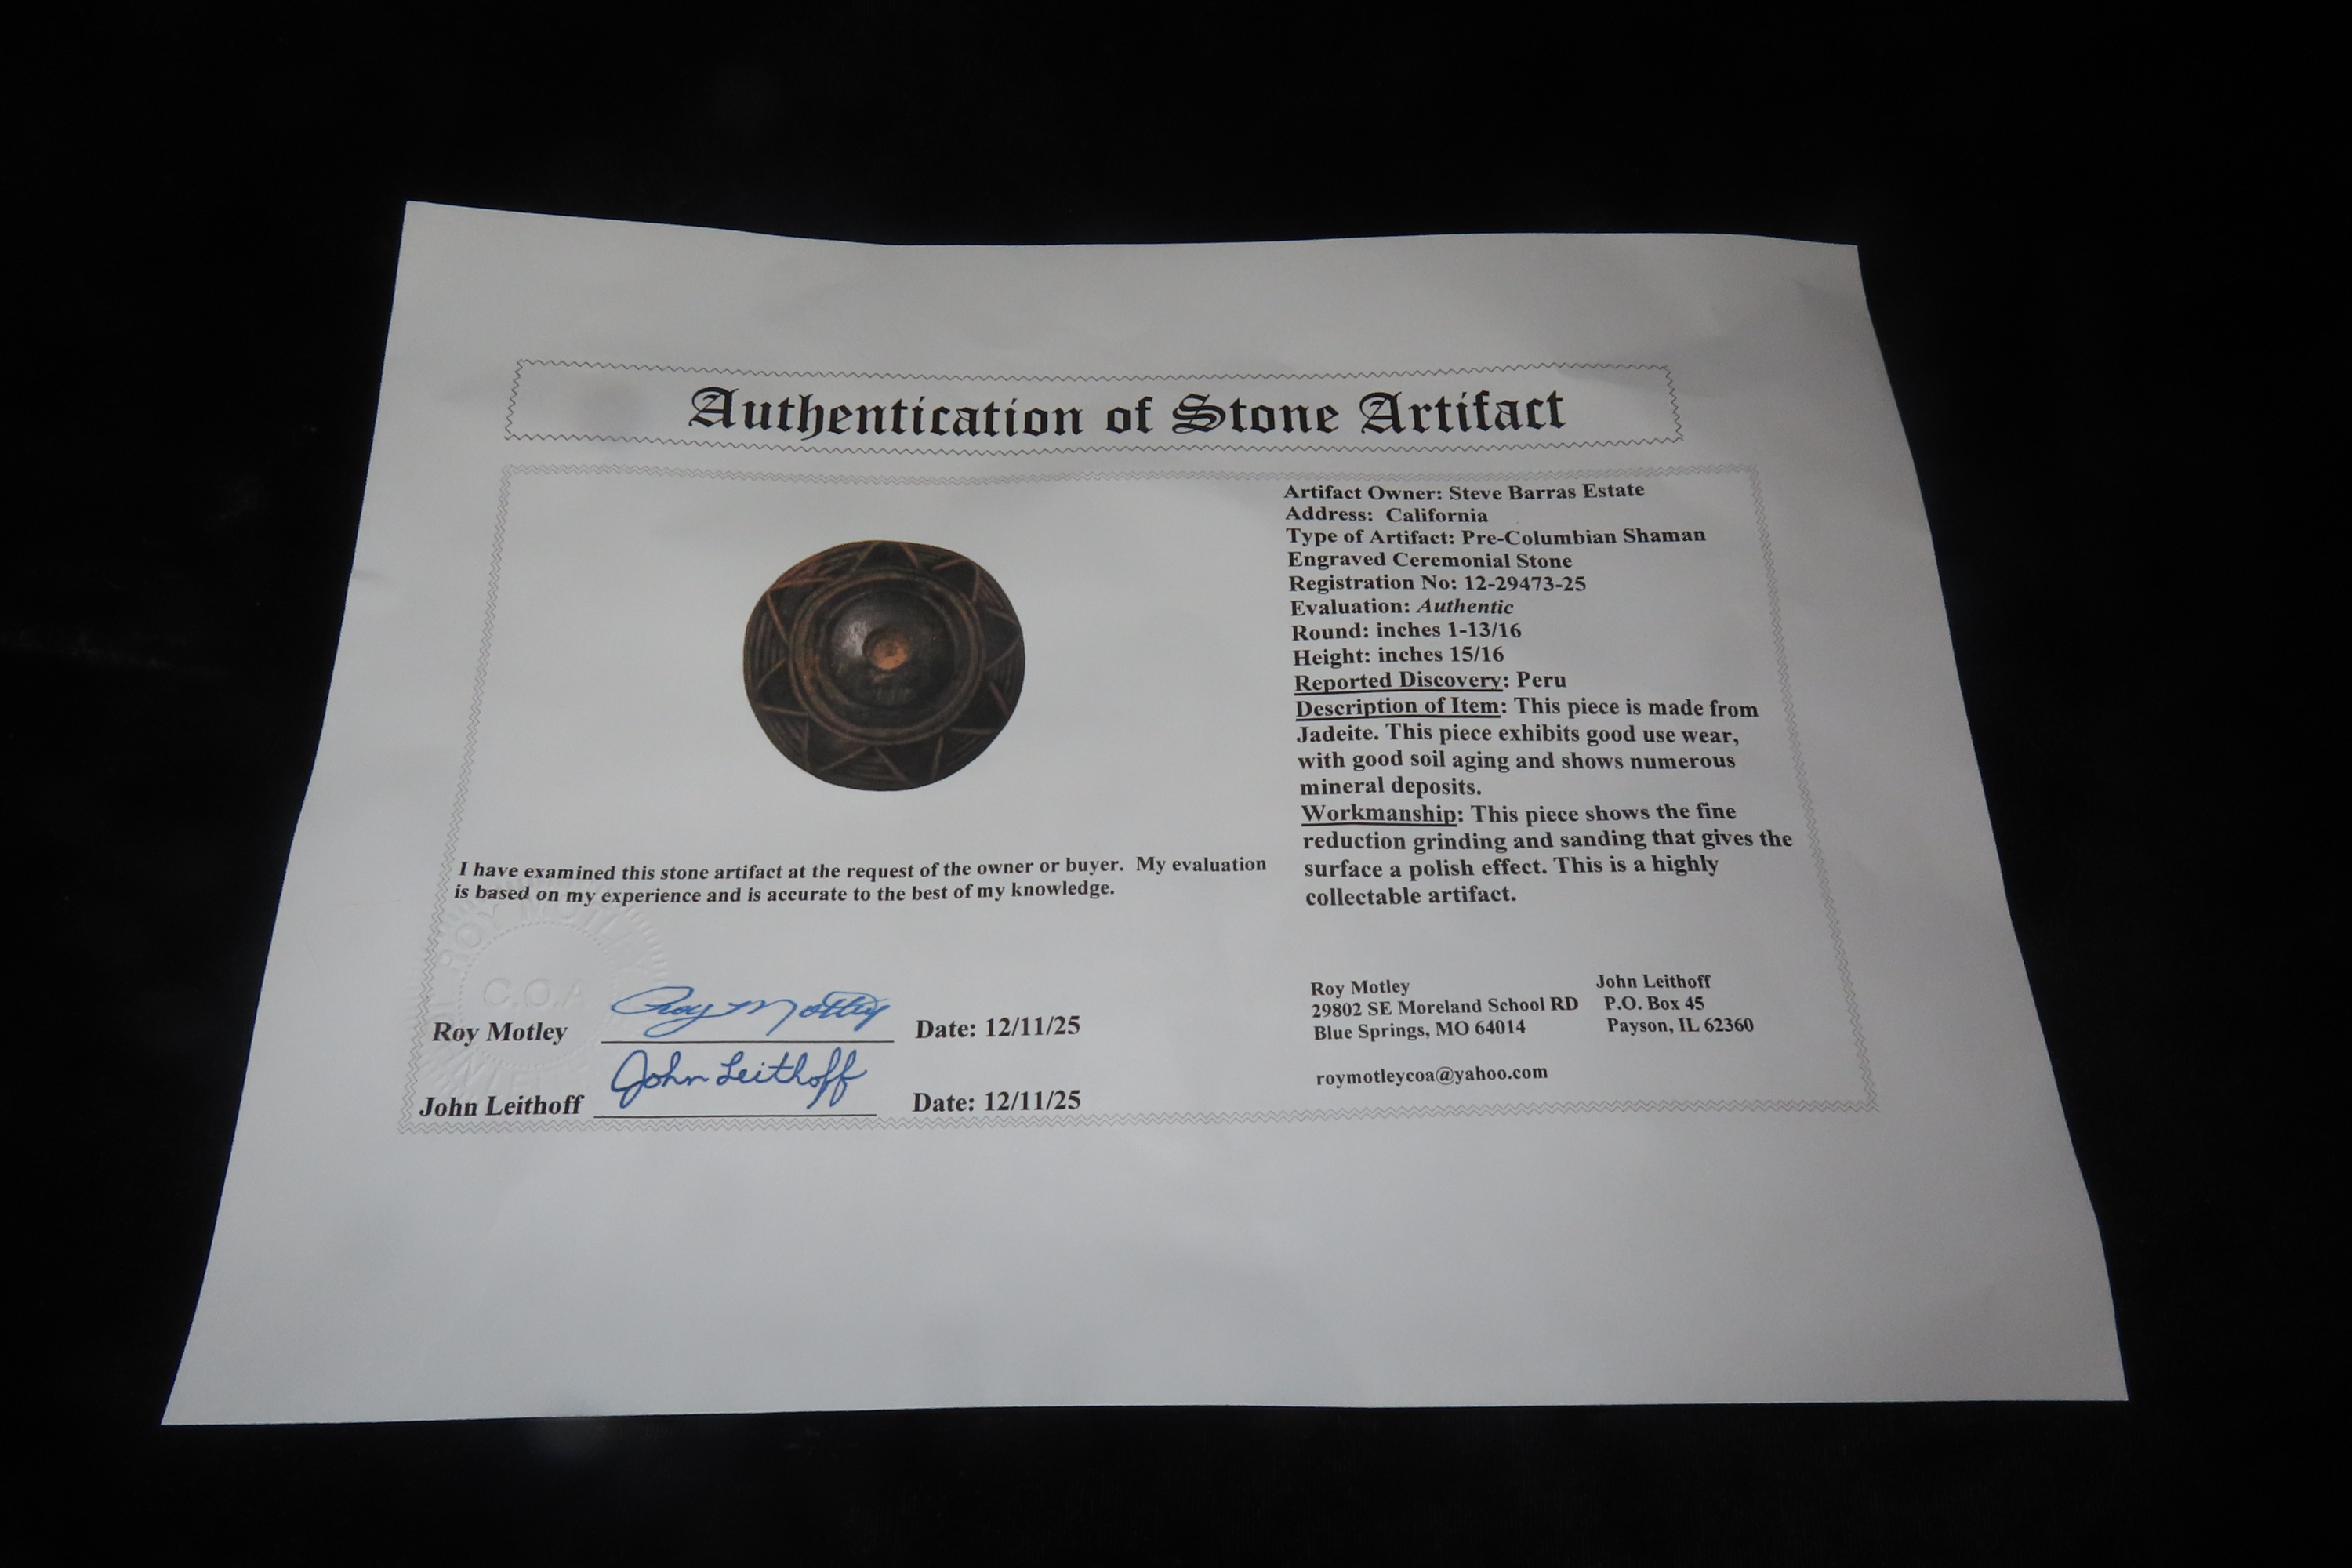 Authentication of Stone Artifact
Artifact Owner: Steve Barras Estate
Address: California
Type of Artifact: Pre-Columbian Shaman
Engraved Ceremonial Stone
Registration No: 12-29473-25
Evaluation: Authentic
Round: inches 1-13/16
Height: inches 15/16
Reported Discovery: Peru
Description of Item: This piece is made from
Jadeite. This piece exhibits good use wear,
with good soil aging and shows numerous
mineral deposits.
Workmanship: This piece shows the fine
reduction grinding and sanding that gives the
surface a polish effect. This is a highly
collectable artifact.
I have examined this stone artifact at the request of the owner or buyer. My evaluation
is based on my experience and is accurate to the best of my knowledge.
ROY MOTLEY
C.O.A
Roy Motley Roy Motley Date: 12/11/25
John Leithoff John Leithoff Date: 12/11/25
Roy Motley John Leithoff
29802 SE Moreland School RD P.O. Box 45
Blue Springs, MO 64014 Payson, IL 62360
roymotleycoa@yahoo.com